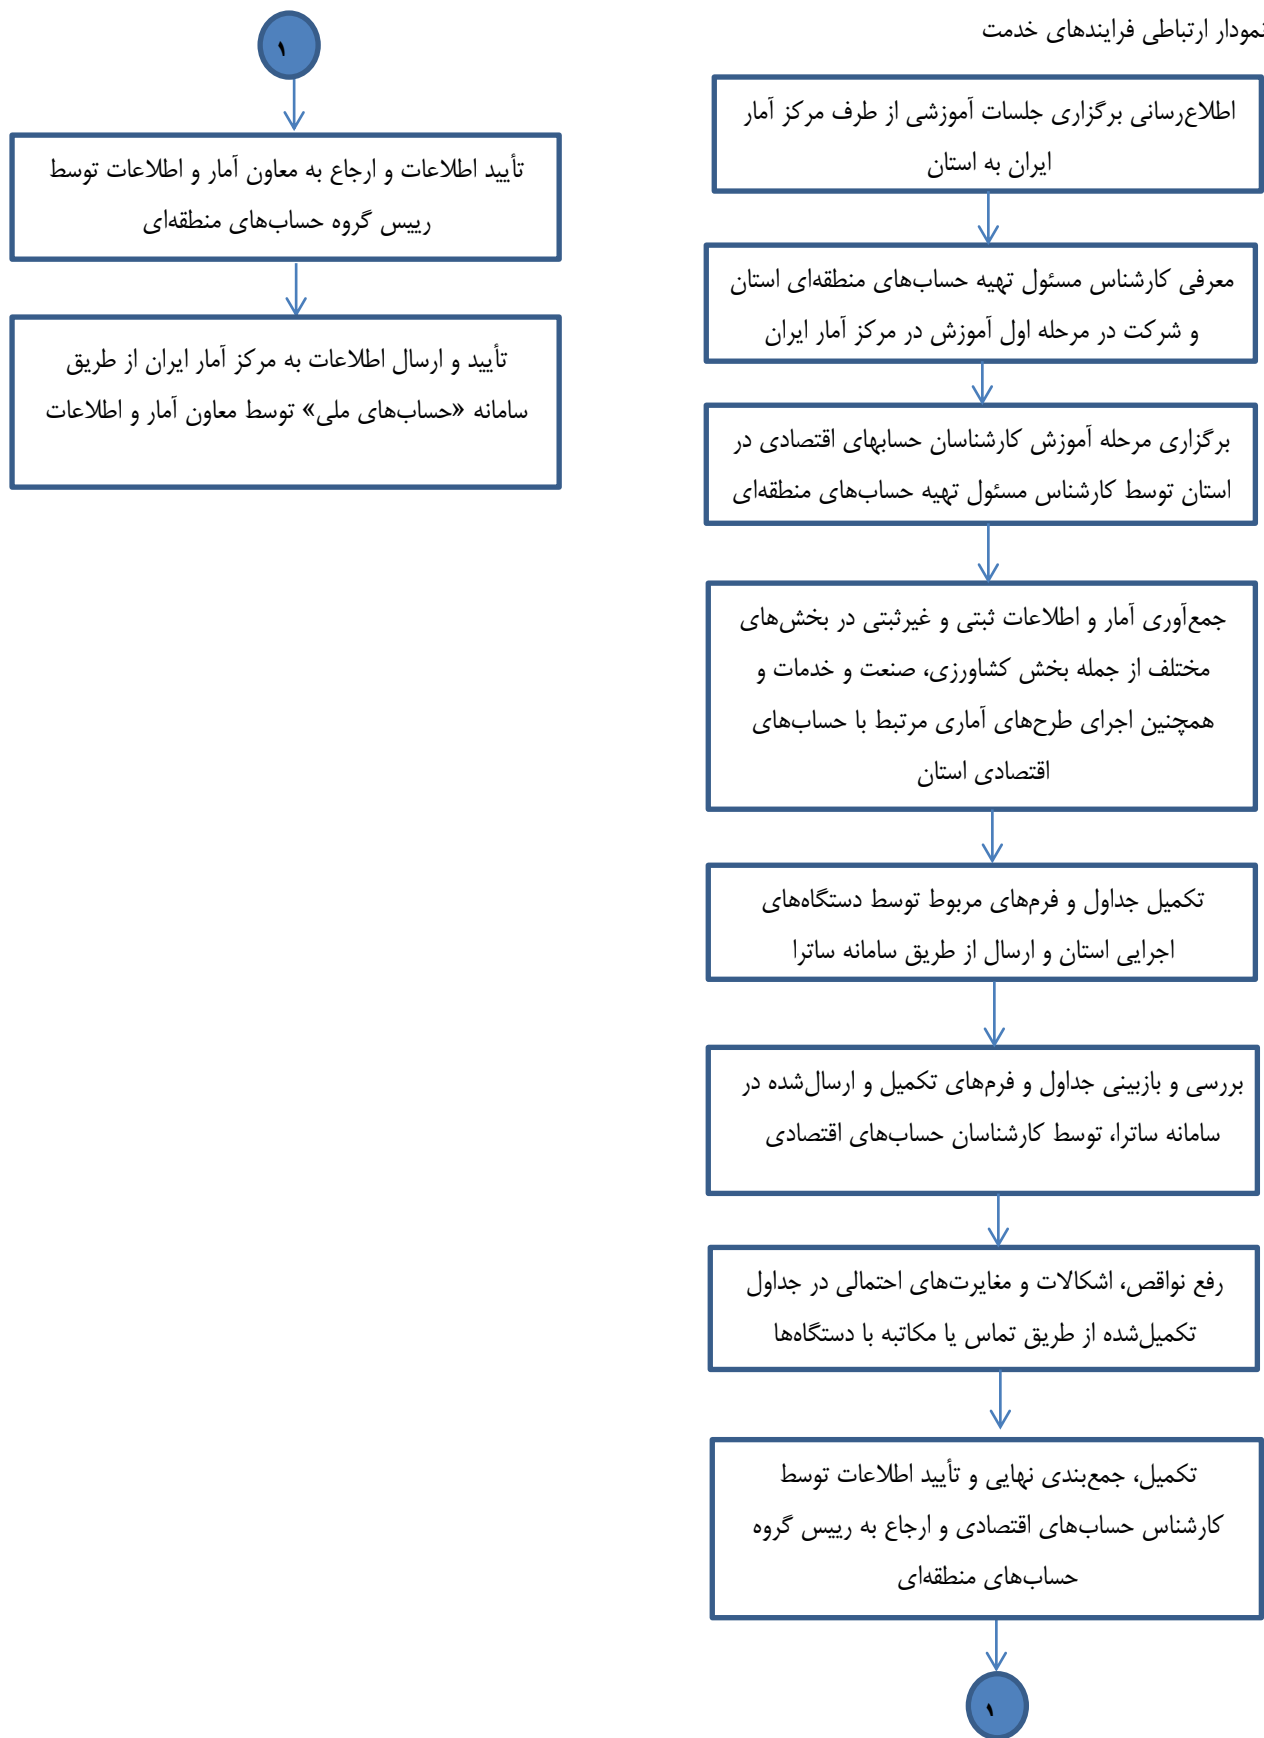 نمودار ارتباطی فرایندهای خدمت
اطلاع‌رسانی برگزاری جلسات آموزشی از طرف مرکز آمار
ایران به استان
معرفی کارشناس مسئول تهیه حساب‌های منطقه‌ای استان
و شرکت در مرحله اول آموزش در مرکز آمار ایران
برگزاری مرحله آموزش کارشناسان حسابهای اقتصادی در
استان توسط کارشناس مسئول تهیه حساب‌های منطقه‌ای
جمع‌آوری آمار و اطلاعات ثبتی و غیرثبتی در بخش‌های
مختلف از جمله بخش کشاورزی، صنعت و خدمات و
همچنین اجرای طرح‌های آماری مرتبط با حساب‌های
اقتصادی استان
تکمیل جداول و فرم‌های مربوط توسط دستگاه‌های
اجرایی استان و ارسال از طریق سامانه ساترا
بررسی و بازبینی جداول و فرم‌های تکمیل و ارسال‌شده در
سامانه ساترا، توسط کارشناسان حساب‌های اقتصادی
رفع نواقص، اشکالات و مغایرت‌های احتمالی در جداول
تکمیل‌شده از طریق تماس یا مکاتبه با دستگاه‌ها
تکمیل، جمع‌بندی نهایی و تأیید اطلاعات توسط
کارشناس حساب‌های اقتصادی و ارجاع به رییس گروه
حساب‌های منطقه‌ای
۱
۱
تأیید اطلاعات و ارجاع به معاون آمار و اطلاعات توسط
رییس گروه حساب‌های منطقه‌ای
تأیید و ارسال اطلاعات به مرکز آمار ایران از طریق
سامانه «حساب‌های ملی» توسط معاون آمار و اطلاعات